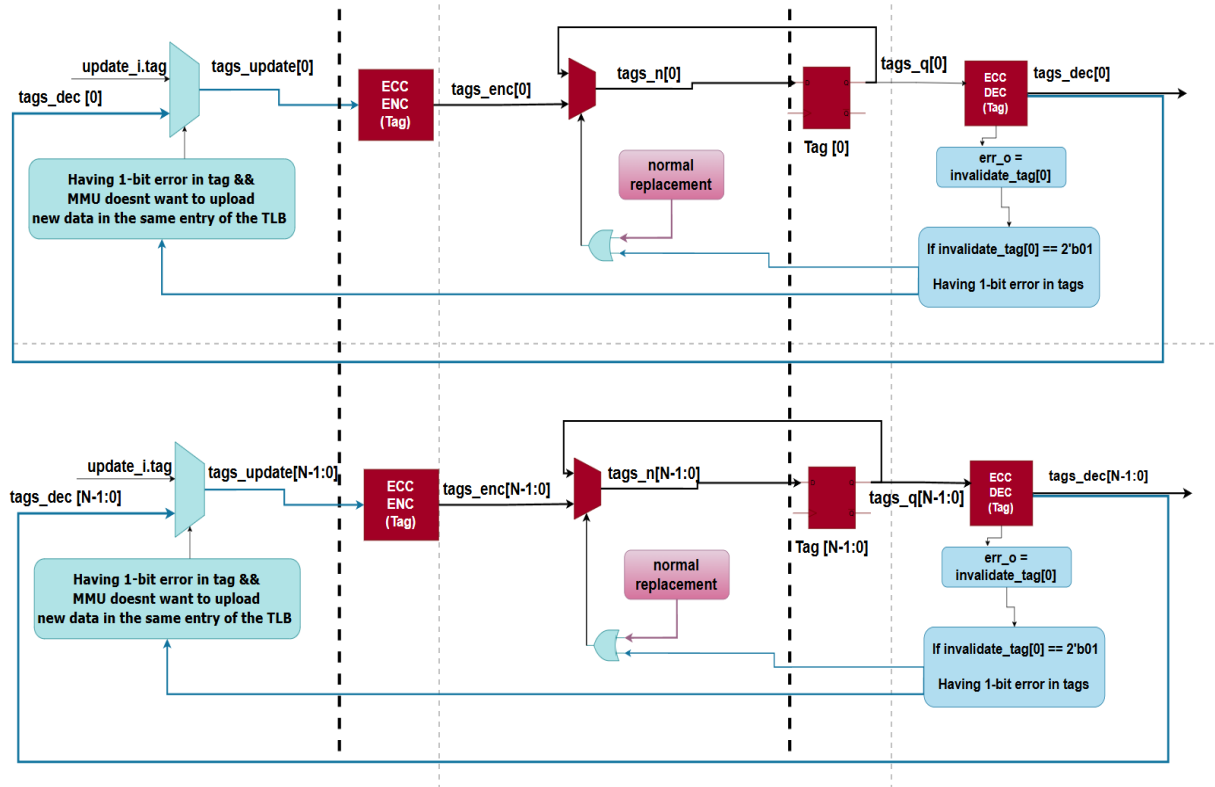 update_i.tag
tags_dec [0]
tags_update[0]
ECC
ENC
(Tag)
tags_enc[0]
tags_n[0]
Tag [0]
tags_q[0]
ECC
DEC
(Tag)
tags_dec[0]
Having 1-bit error in tag &&
MMU doesnt want to upload
new data in the same entry of the TLB
normal
replacement
err_o =
invalidate_tag[0]
If invalidate_tag[0] == 2'b01
Having 1-bit error in tags
update_i.tag
tags_dec [N-1:0]
tags_update[N-1:0]
ECC
ENC
(Tag)
tags_enc[N-1:0]
tags_n[N-1:0]
Tag [N-1:0]
tags_q[N-1:0]
ECC
DEC
(Tag)
tags_dec[N-1:0]
Having 1-bit error in tag &&
MMU doesnt want to upload
new data in the same entry of the TLB
normal
replacement
err_o =
invalidate_tag[0]
If invalidate_tag[0] == 2'b01
Having 1-bit error in tags